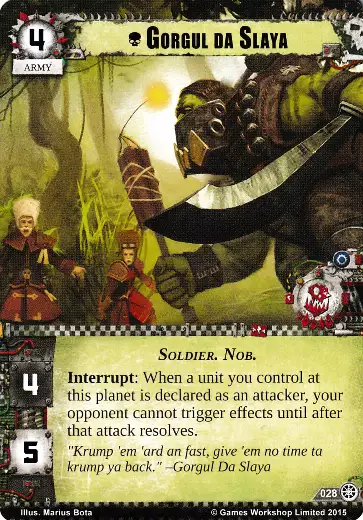 4
GORGUL DA SLAYA
ARMY
SOLDIER. NOB.
4
5
Interrupt: When a unit you control at
this planet is declared as an attacker, your
opponent cannot trigger effects until after
that attack resolves.
"Krump 'em 'ard an fast, give 'em no time ta
krump ya back." –Gorgul Da Slaya
028
Illus. Marius Bota
© Games Workshop Limited 2015